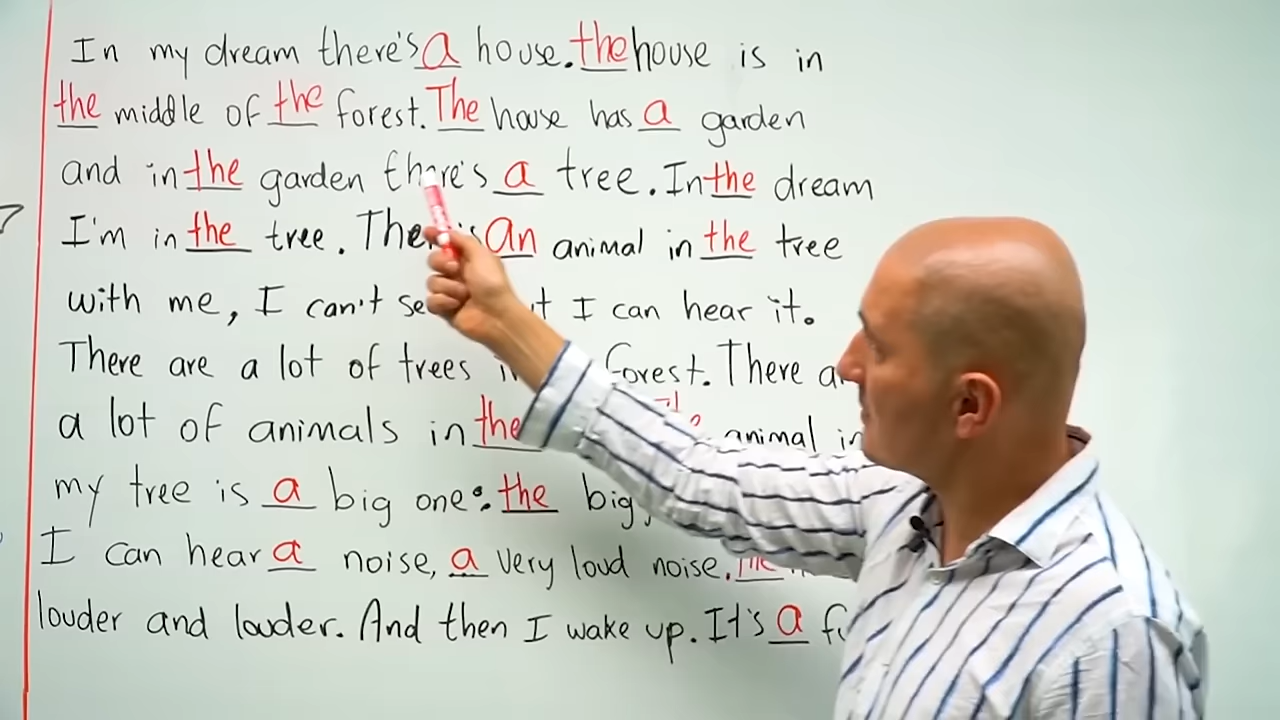 In my dream there's a house. the house is in
the middle of the forest. The house has a garden
and in the garden there's a tree. In the dream
I'm in the tree. an animal in the tree
with me, I can't I can hear it.
There are a lot of trees forest. There
a lot of animals in the animal in
my tree is a big one: the big
I can hear a noise, a very loud noise.
louder and louder. And then I wake up. It's a